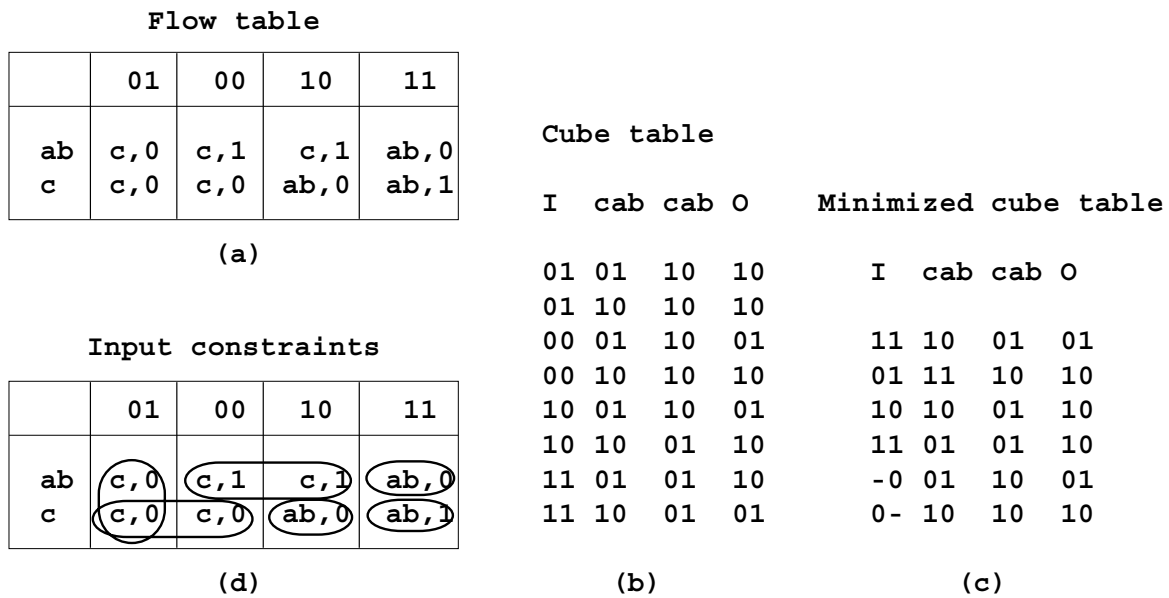 Flow table
01 00 10 11
ab c,0 c,1 c,1 ab,0
c c,0 c,0 ab,0 ab,1
(a)
Input constraints
01 00 10 11
ab c,0 c,1 c,1 ab,0
c c,0 c,0 ab,0 ab,1
(d)
Cube table
I cab cab O
01 01 10 10
01 10 10 10
00 01 10 01
00 10 10 10
10 01 10 01
10 10 01 10
11 01 01 10
11 10 01 01
(b)
Minimized cube table
I cab cab O
11 10 01 01
01 11 10 10
10 10 01 10
11 01 01 10
-0 01 10 01
0- 10 10 10
(c)